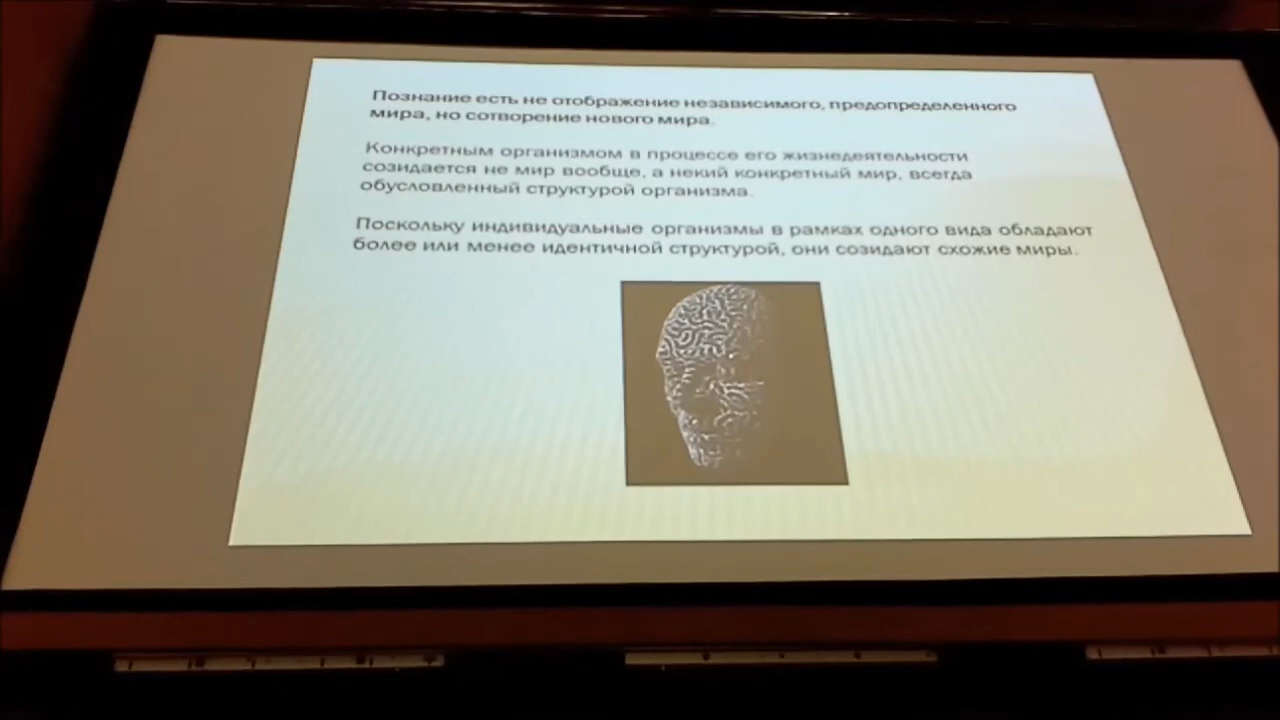 Познание есть не отображение независимого, предопределенного
мира, но сотворение нового мира.
Конкретным организмом в процессе его жизнедеятельности
созидается не мир вообще, а некий конкретный мир, всегда
обусловленный структурой организма.
Поскольку индивидуальные организмы в рамках одного вида обладают
более или менее идентичной структурой, они созидают схожие миры.